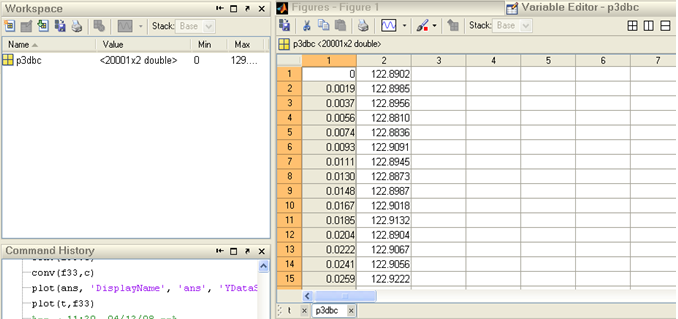 Workspace
Stack: Base
Name Value Min Max
p3dbc <20001x2 double> 0 129....
Command History
conv(f33,c)
plot(ans, 'DisplayName', 'ans', 'YDataS
plot(t,f33)
Figures - Figure 1
Variable Editor - p3dbc
Stack: Base
p3dbc <20001x2 double>
1 2 3 4 5 6 7
1 0 122.8902
2 0.0019 122.8985
3 0.0037 122.8956
4 0.0056 122.8810
5 0.0074 122.8836
6 0.0093 122.9091
7 0.0111 122.8945
8 0.0130 122.8873
9 0.0148 122.8987
10 0.0167 122.9018
11 0.0185 122.9132
12 0.0204 122.8904
13 0.0222 122.9067
14 0.0241 122.9056
15 0.0259 122.9222
t p3dbc